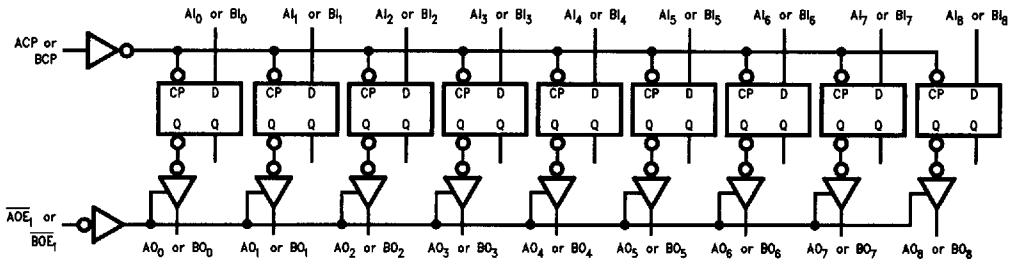 AI₀ or BI₀ AI₁ or BI₁ AI₂ or BI₂ AI₃ or BI₃ AI₄ or BI₄ AI₅ or BI₅ AI₆ or BI₆ AI₇ or BI₇ AI₈ or BI₈
ACP or
BCP
CP D CP D CP D CP D CP D CP D CP D CP D CP D
Q Q Q Q Q Q Q Q Q Q Q Q Q Q Q Q Q Q
A̅O̅E̅₁ or
B̅O̅E̅₁
AO₀ or BO₀ AO₁ or BO₁ AO₂ or BO₂ AO₃ or BO₃ AO₄ or BO₄ AO₅ or BO₅ AO₆ or BO₆ AO₇ or BO₇ AO₈ or BO₈